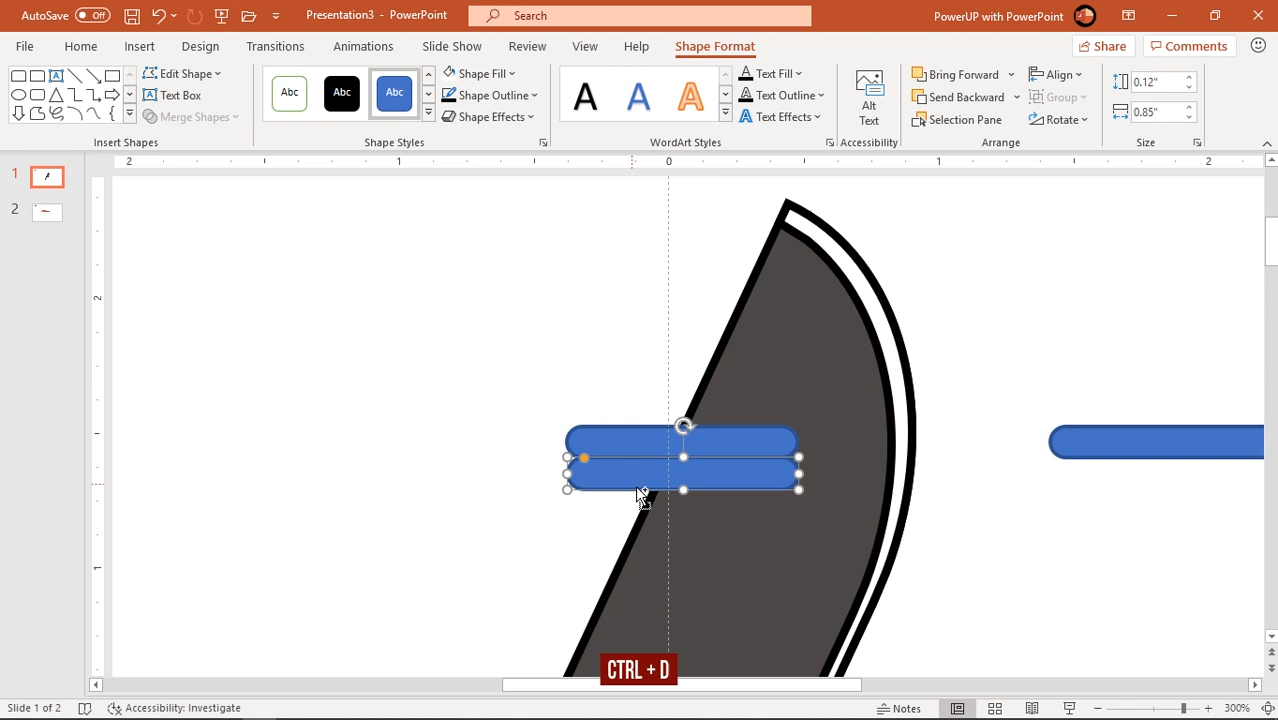 AutoSave Off Presentation3 - PowerPoint Search PowerUP with PowerPoint
File Home Insert Design Transitions Animations Slide Show Review View Help Shape Format Share Comments
Edit Shape Text Box Merge Shapes
Insert Shapes
Abc Abc Abc
Shape Fill Shape Outline Shape Effects
Shape Styles
A A A
Text Fill Text Outline Text Effects
WordArt Styles
Alt Text
Accessibility
Bring Forward Send Backward Selection Pane Align Group Rotate
Arrange
0.12"
0.85"
Size
2 1 0 1 2
1
2
2
1
CTRL + D
Slide 1 of 2 Accessibility: Investigate Notes 300%